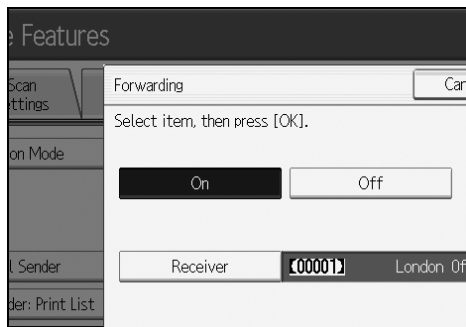 e Features
Scan
ettings
Forwarding
Can
Select item, then press [OK].
on Mode
On
Off
l Sender
Receiver
【00001】
London Of
der: Print List